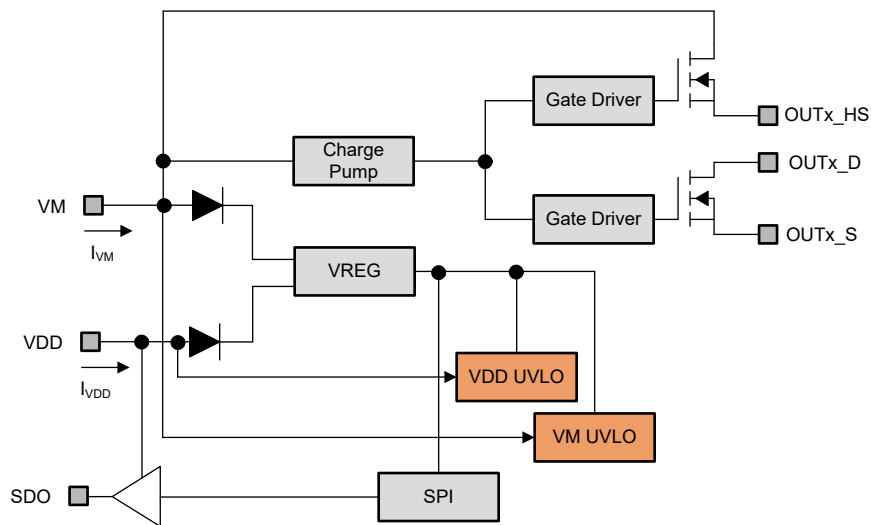 Gate Driver
OUTx_HS
Charge
Pump
OUTx_D
VM
Gate Driver
OUTx_S
IVM
VREG
VDD
VDD UVLO
IVDD
VM UVLO
SDO
SPI